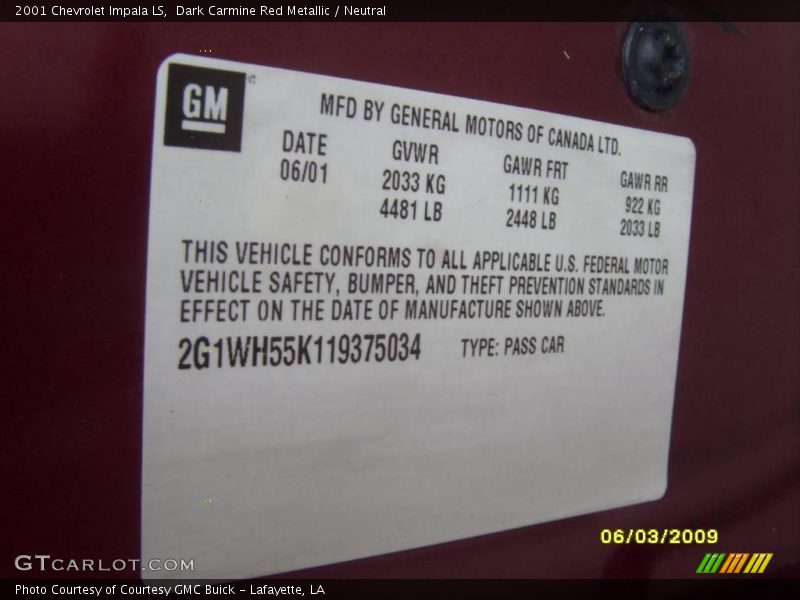 2001 Chevrolet Impala LS, Dark Carmine Red Metallic / Neutral
GM
MFD BY GENERAL MOTORS OF CANADA LTD.
DATE GVWR GAWR FRT GAWR RR
06/01 2033 KG 1111 KG 922 KG
4481 LB 2448 LB 2033 LB
THIS VEHICLE CONFORMS TO ALL APPLICABLE U.S. FEDERAL MOTOR
VEHICLE SAFETY, BUMPER, AND THEFT PREVENTION STANDARDS IN
EFFECT ON THE DATE OF MANUFACTURE SHOWN ABOVE.
2G1WH55K119375034 TYPE: PASS CAR
06/03/2009
GTcarlot.com
Photo Courtesy of Courtesy GMC Buick - Lafayette, LA